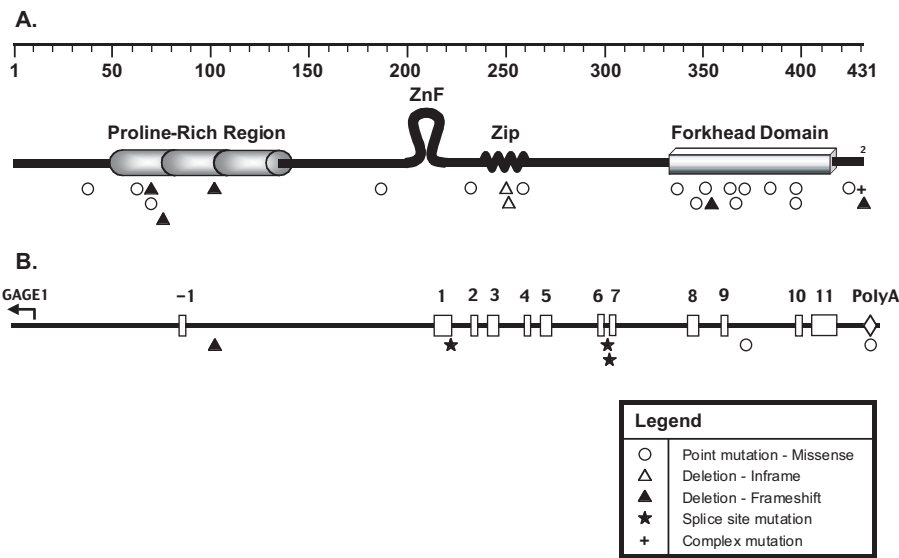 A.
1 50 100 150 200 250 300 350 400 431
ZnF
Proline-Rich Region Zip Forkhead Domain
2
+
B.
GAGE1 –1 1 2 3 4 5 6 7 8 9 10 11 PolyA
Legend
Point mutation - Missense
Deletion - Inframe
Deletion - Frameshift
Splice site mutation
+ Complex mutation